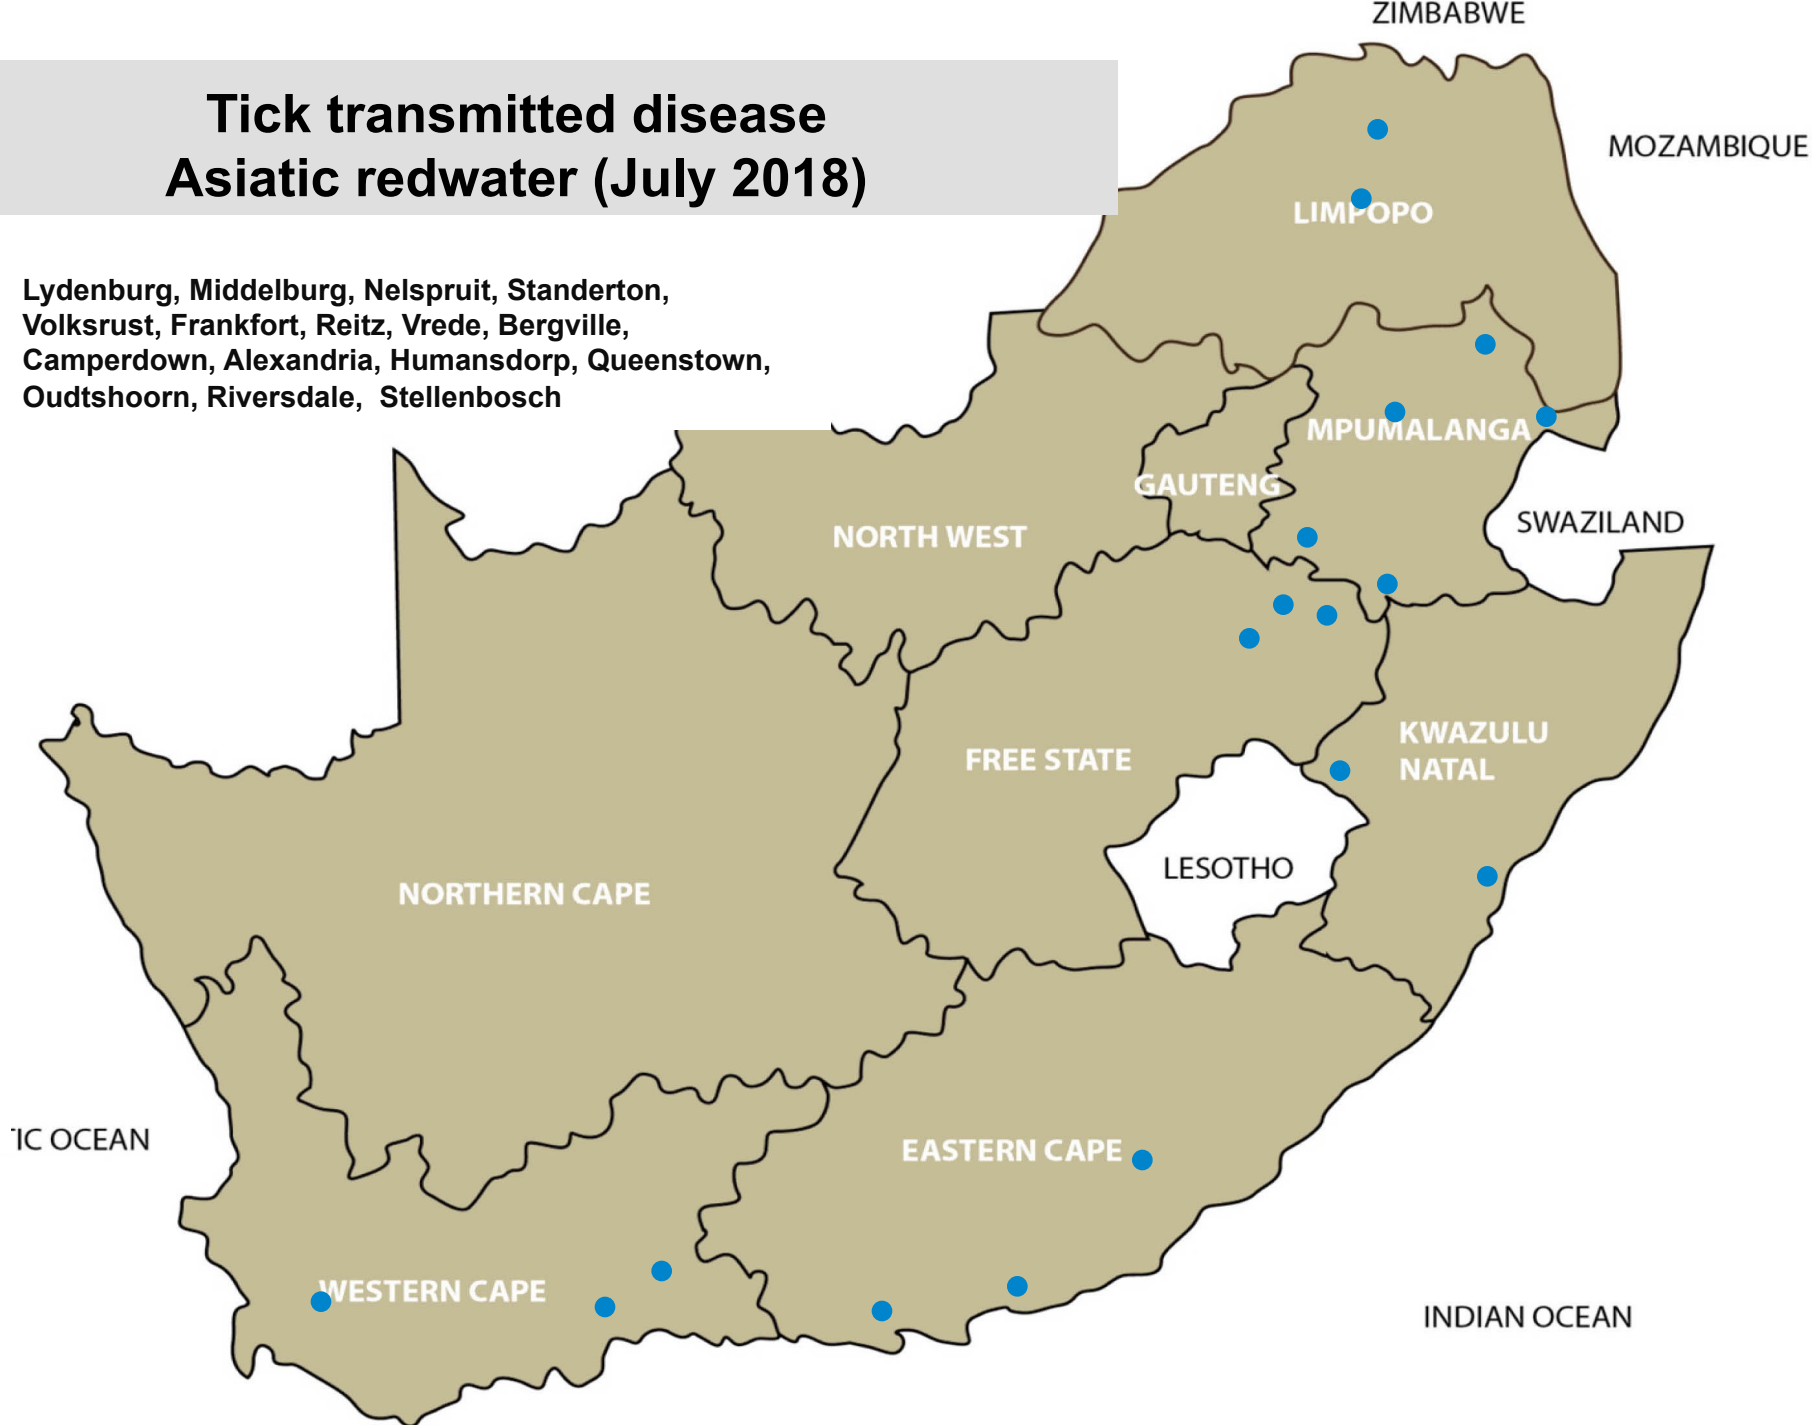 ZIMBABWE
Tick transmitted disease
Asiatic redwater (July 2018)
MOZAMBIQUE
LIMPOPO
Lydenburg, Middelburg, Nelspruit, Standerton,
Volksrust, Frankfort, Reitz, Vrede, Bergville,
Camperdown, Alexandria, Humansdorp, Queenstown,
Oudtshoorn, Riversdale, Stellenbosch
MPUMALANGA
GAUTENG
SWAZILAND
NORTH WEST
KWAZULU
NATAL
FREE STATE
LESOTHO
NORTHERN CAPE
TIC OCEAN
EASTERN CAPE
WESTERN CAPE
INDIAN OCEAN